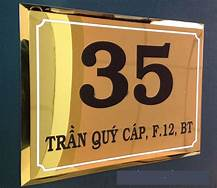 35
TRẦN QUÝ CÁP, F.12, BT